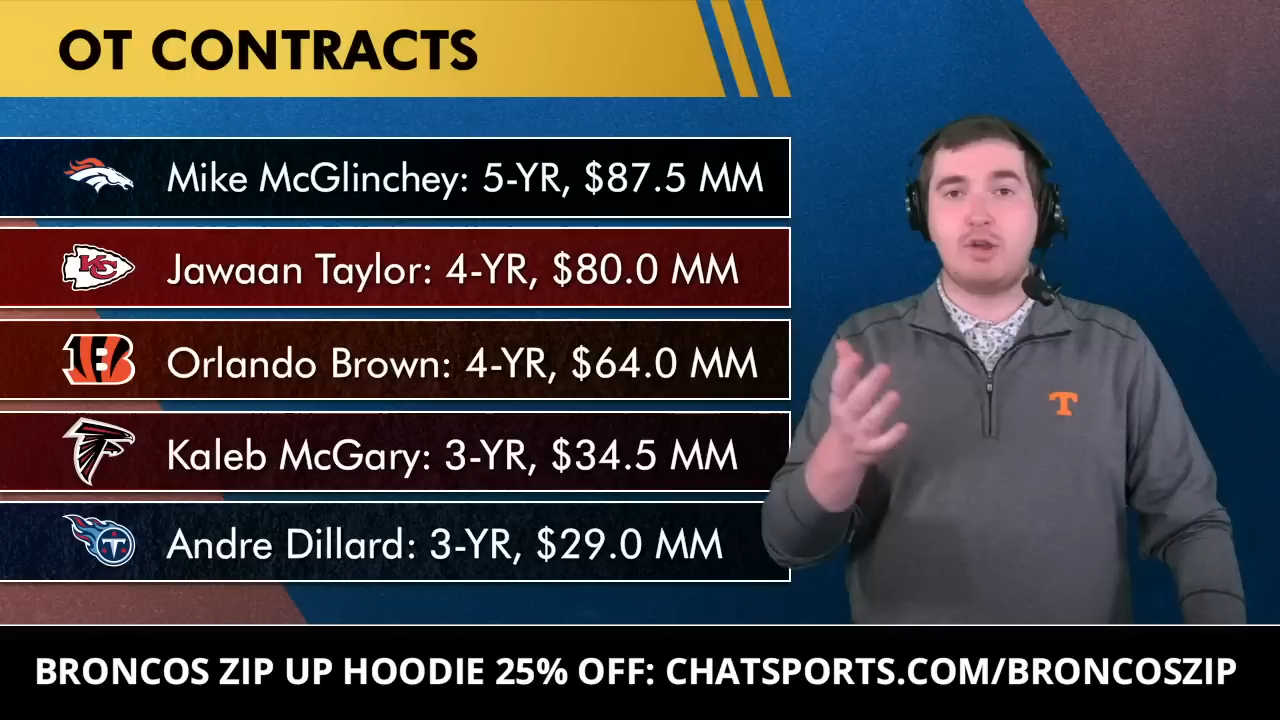 OT CONTRACTS
Mike McGlinchey: 5-YR, $87.5 MM
KC
Jawaan Taylor: 4-YR, $80.0 MM
B
Orlando Brown: 4-YR, $64.0 MM
Kaleb McGary: 3-YR, $34.5 MM
T
Andre Dillard: 3-YR, $29.0 MM
T
BRONCOS ZIP UP HOODIE 25% OFF: CHATSPORTS.COM/BRONCOSZIP